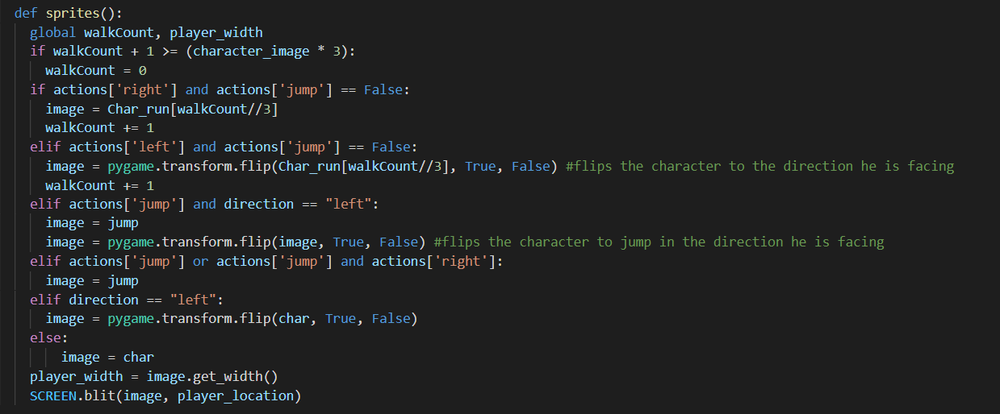 def sprites():
  global walkCount, player_width
  if walkCount + 1 >= (character_image * 3):
    walkCount = 0
  if actions['right'] and actions['jump'] == False:
    image = Char_run[walkCount//3]
    walkCount += 1
  elif actions['left'] and actions['jump'] == False:
    image = pygame.transform.flip(Char_run[walkCount//3], True, False) #flips the character to the direction he is facing
    walkCount += 1
  elif actions['jump'] and direction == "left":
    image = jump
    image = pygame.transform.flip(image, True, False) #flips the character to jump in the direction he is facing
  elif actions['jump'] or actions['jump'] and actions['right']:
    image = jump
  elif direction == "left":
    image = pygame.transform.flip(char, True, False)
  else:
      image = char
  player_width = image.get_width()
  SCREEN.blit(image, player_location)